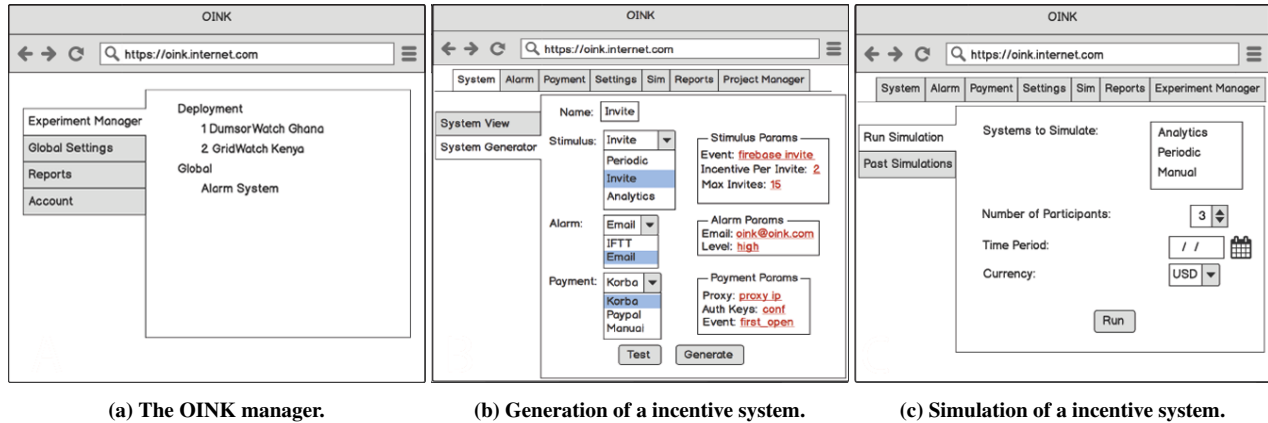 OINK
https://oink.internet.com
Experiment Manager
Global Settings
Reports
Account
Deployment
1 DumsorWatch Ghana
2 GridWatch Kenya
Global
Alarm System
(a) The OINK manager.
OINK
https://oink.internet.com
System Alarm Payment Settings Sim Reports Project Manager
System View
System Generator
Name: Invite
Stimulus: Invite
Periodic
Invite
Analytics
Stimulus Params
Event: firebase invite
Incentive Per Invite: 2
Max Invites: 15
Alarm: Email
IFTT
Email
Alarm Params
Email: oink@oink.com
Level: high
Payment: Korba
Korba
Paypal
Manual
Payment Params
Proxy: proxy ip
Auth Keys: conf
Event: first_open
Test Generate
(b) Generation of a incentive system.
OINK
https://oink.internet.com
System Alarm Payment Settings Sim Reports Experiment Manager
Run Simulation
Past Simulations
Systems to Simulate:
Analytics
Periodic
Manual
Number of Participants: 3
Time Period: / /
Currency: USD
Run
(c) Simulation of a incentive system.